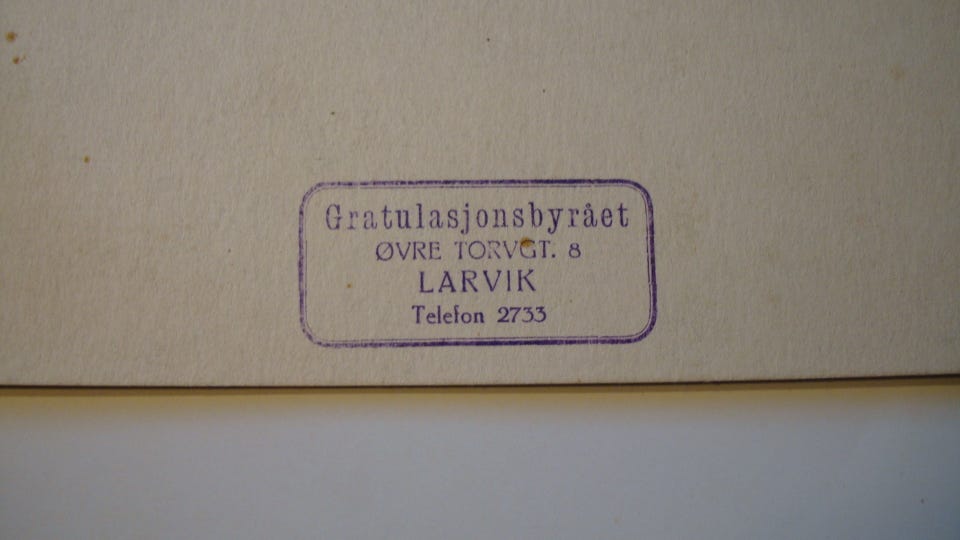 Gratulasjonsbyrået
ØVRE TORVGT. 8
LARVIK
Telefon 2733